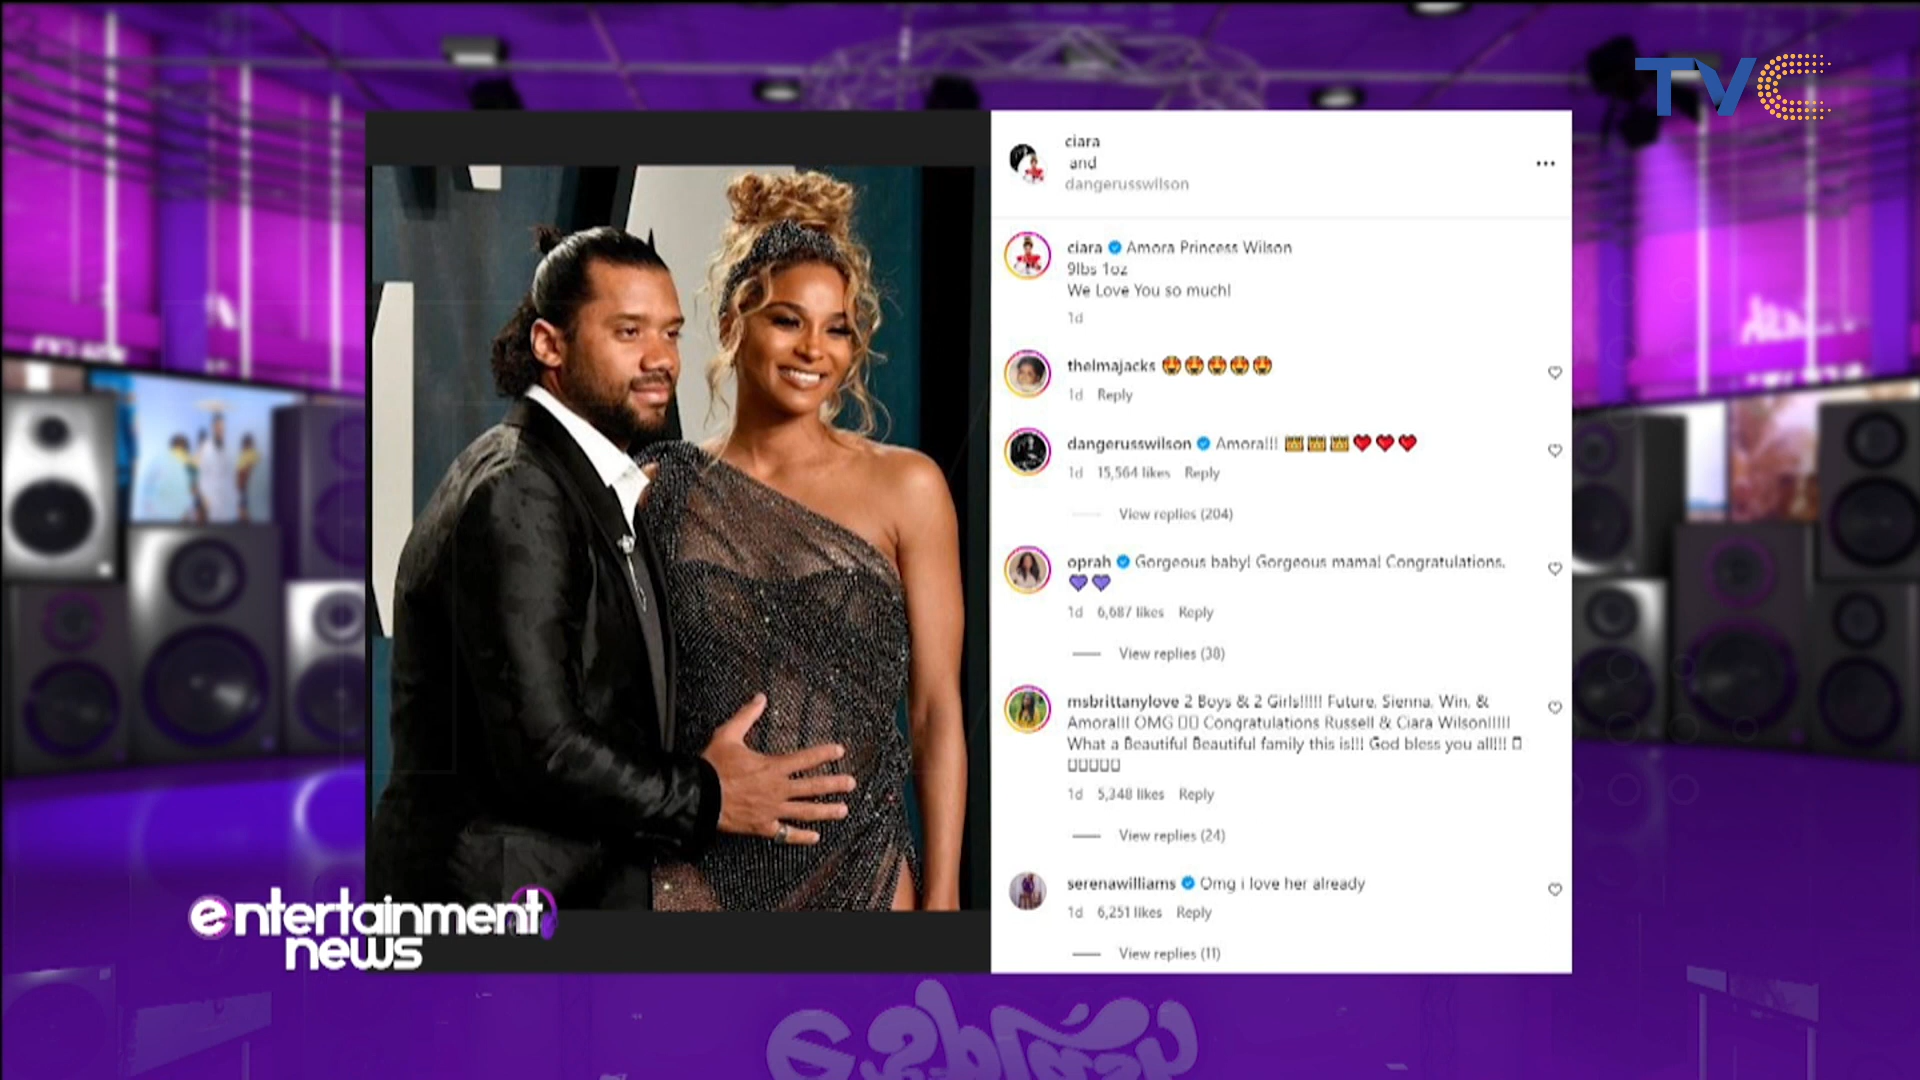 TVC
ciara
and
dangerusswilson
ciara Amora Princess Wilson
9lbs 1oz
We Love You so much!
1d
thelmajacks 😍😍😍😍😍
1d Reply
dangerusswilson Amora!!! 👑👑👑❤️❤️❤️
1d 15,564 likes Reply
View replies (204)
oprah Gorgeous baby! Gorgeous mama! Congratulations.
💜💜
1d 6,687 likes Reply
View replies (38)
msbrittanylove 2 Boys & 2 Girls!!!!! Future, Sienna, Win, &
Amora!!! OMG Congratulations Russell & Ciara Wilson!!!!!
What a Beautiful Beautiful family this is!!! God bless you all!!!
1d 5,348 likes Reply
View replies (24)
serenawilliams Omg i love her already
1d 6,251 likes Reply
View replies (11)
entertainment
news